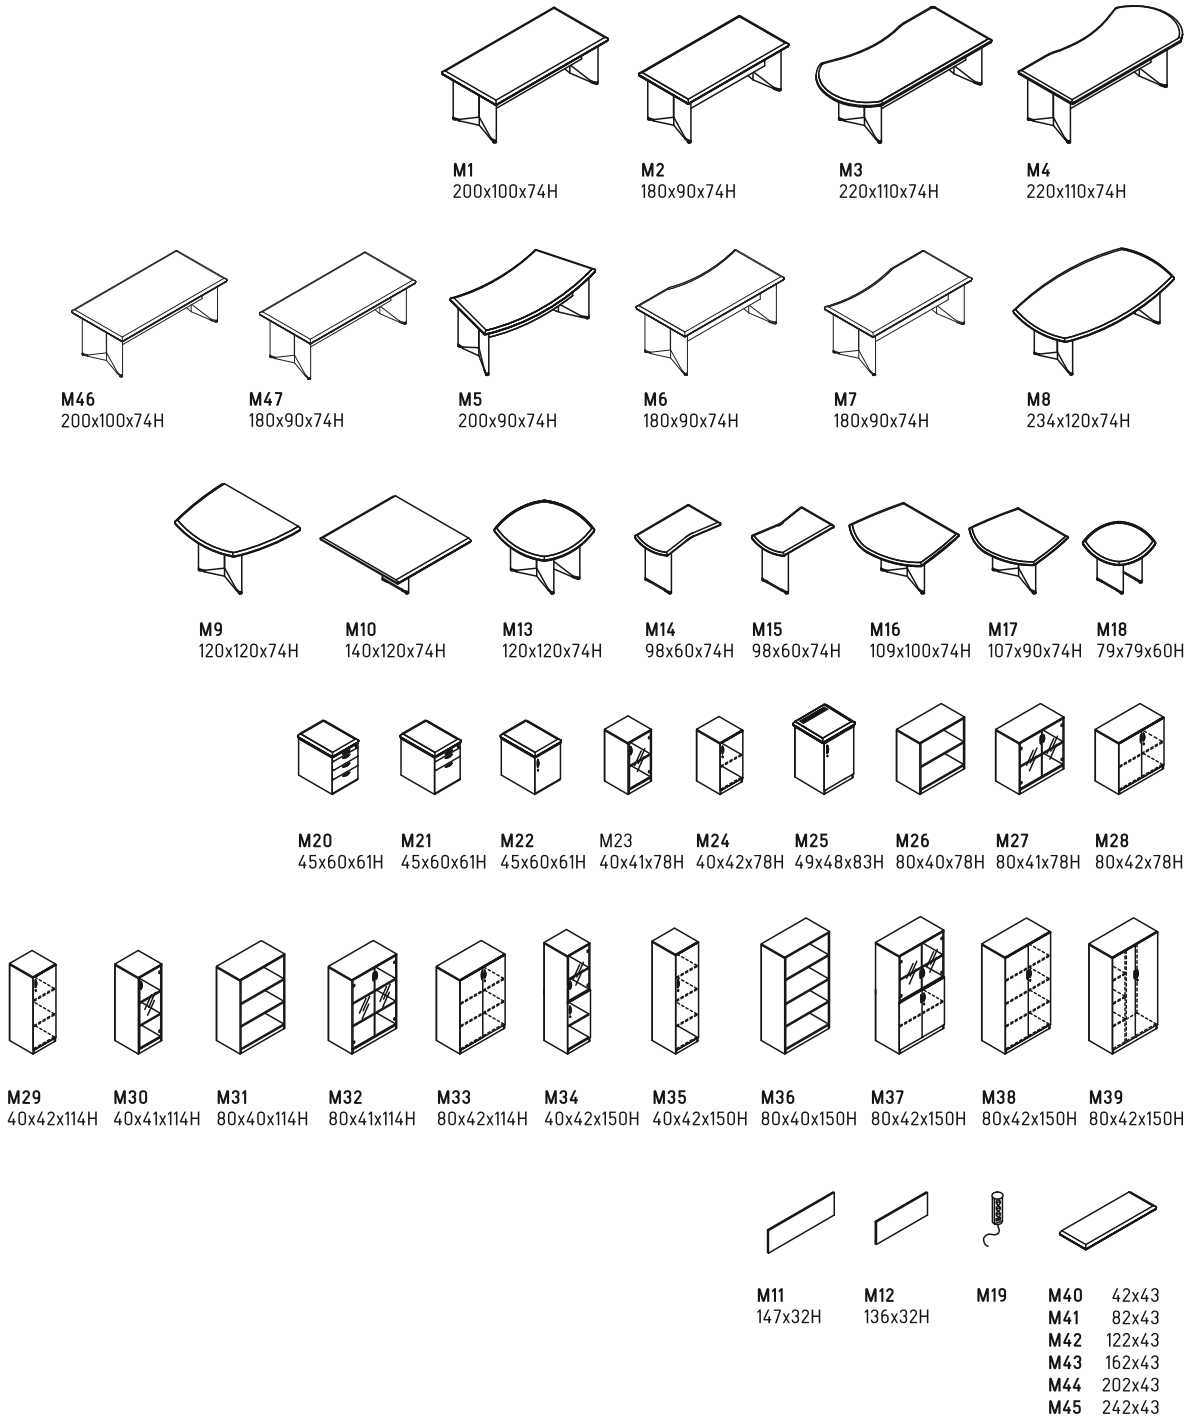 M1 M2 M3 M4
200x100x74H 180x90x74H 220x110x74H 220x110x74H
M46 M47 M5 M6 M7 M8
200x100x74H 180x90x74H 200x90x74H 180x90x74H 180x90x74H 234x120x74H
M9 M10 M13 M14 M15 M16 M17 M18
120x120x74H 140x120x74H 120x120x74H 98x60x74H 98x60x74H 109x100x74H 107x90x74H 79x79x60H
M20 M21 M22 M23 M24 M25 M26 M27 M28
45x60x61H 45x60x61H 45x60x61H 40x41x78H 40x42x78H 49x48x83H 80x40x78H 80x41x78H 80x42x78H
M29 M30 M31 M32 M33 M34 M35 M36 M37 M38 M39
40x42x114H 40x41x114H 80x40x114H 80x41x114H 80x42x114H 40x42x150H 40x42x150H 80x40x150H 80x42x150H 80x42x150H 80x42x150H
M11 M12 M19 M40 42x43
147x32H 136x32H M41 82x43
M42 122x43
M43 162x43
M44 202x43
M45 242x43